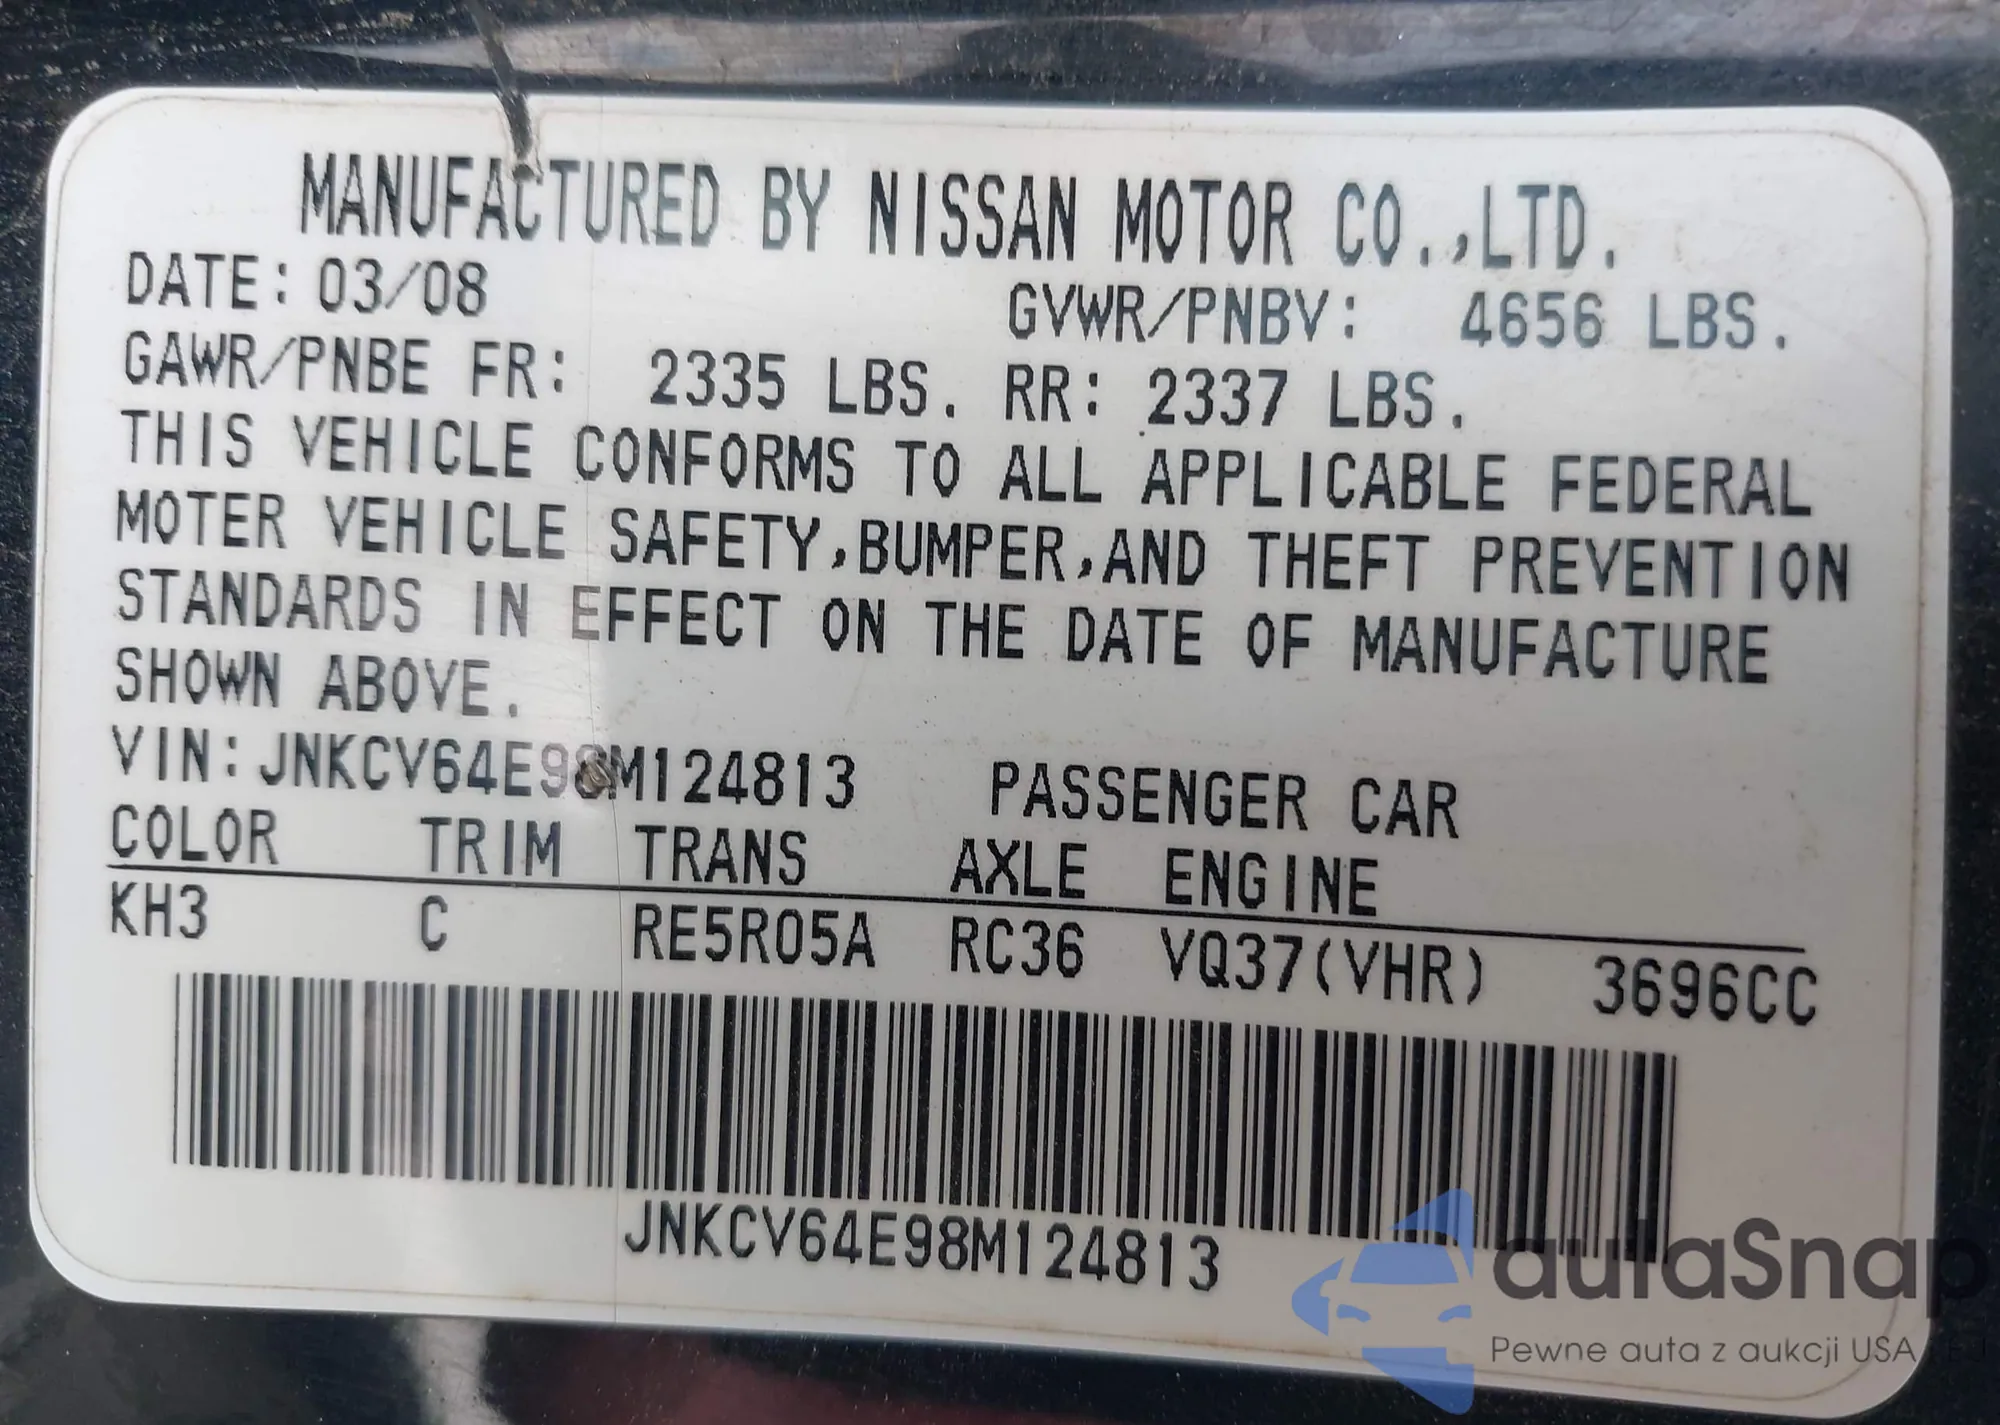 MANUFACTURED BY NISSAN MOTOR CO.,LTD.
DATE: 03/08 GVWR/PNBV: 4656 LBS.
GAWR/PNBE FR: 2335 LBS. RR: 2337 LBS.
THIS VEHICLE CONFORMS TO ALL APPLICABLE FEDERAL
MOTER VEHICLE SAFETY,BUMPER,AND THEFT PREVENTION
STANDARDS IN EFFECT ON THE DATE OF MANUFACTURE
SHOWN ABOVE.
VIN:JNKCV64E98M124813 PASSENGER CAR
COLOR TRIM TRANS AXLE ENGINE
KH3 C RE5R05A RC36 VQ37(VHR) 3696CC
JNKCV64E98M124813
autaSnap
Pewne auta z aukcji USA i EU